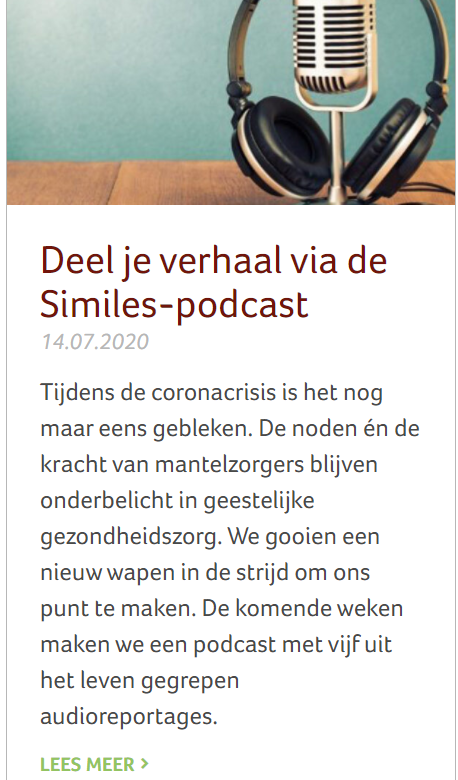 Deel je verhaal via de
Similes-podcast
14.07.2020
Tijdens de coronacrisis is het nog
maar eens gebleken. De noden én de
kracht van mantelzorgers blijven
onderbelicht in geestelijke
gezondheidszorg. We gooien een
nieuw wapen in de strijd om ons
punt te maken. De komende weken
maken we een podcast met vijf uit
het leven gegrepen
audioreportages.
LEES MEER >